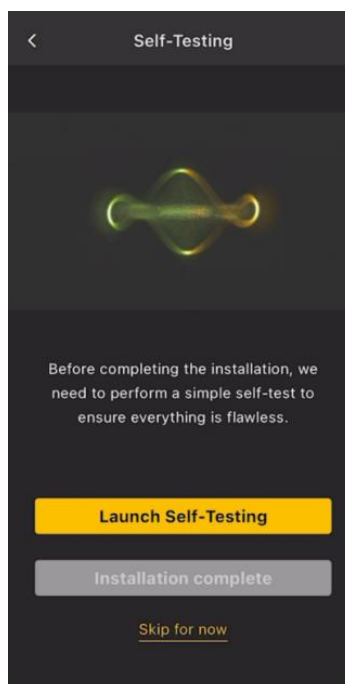 Self-Testing
Before completing the installation, we
need to perform a simple self-test to
ensure everything is flawless.
Launch Self-Testing
Installation complete
Skip for now